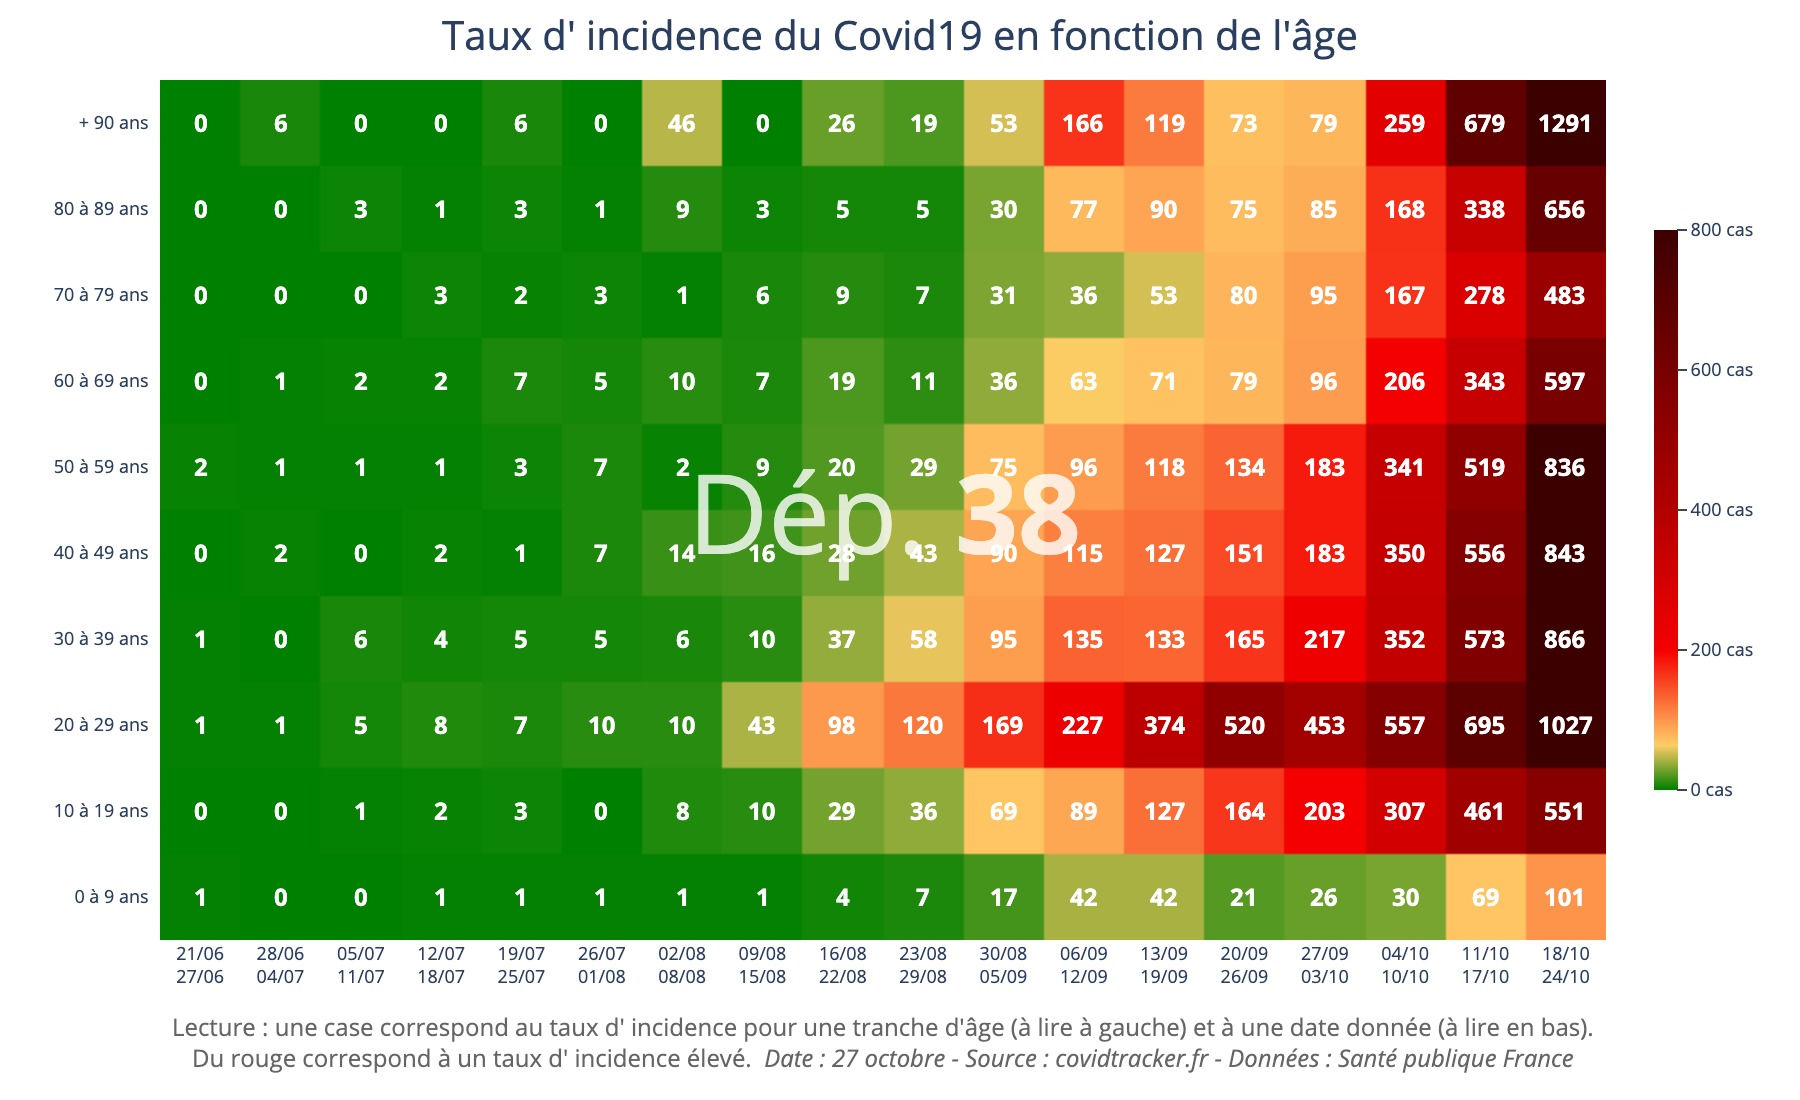 Taux d' incidence du Covid19 en fonction de l'âge
+ 90 ans 0 6 0 0 6 0 46 0 26 19 53 166 119 73 79 259 679 1291
80 à 89 ans 0 0 3 1 3 1 9 3 5 5 30 77 90 75 85 168 338 656
70 à 79 ans 0 0 0 3 2 3 1 6 9 7 31 36 53 80 95 167 278 483
60 à 69 ans 0 1 2 2 7 5 10 7 19 11 36 63 71 79 96 206 343 597
50 à 59 ans 2 1 1 1 3 7 2 9 20 29 75 96 118 134 183 341 519 836
Dép. 38
40 à 49 ans 0 2 0 2 1 7 14 16 28 43 90 115 127 151 183 350 556 843
30 à 39 ans 1 0 6 4 5 5 6 10 37 58 95 135 133 165 217 352 573 866
20 à 29 ans 1 1 5 8 7 10 10 43 98 120 169 227 374 520 453 557 695 1027
10 à 19 ans 0 0 1 2 3 0 8 10 29 36 69 89 127 164 203 307 461 551
0 à 9 ans 1 0 0 1 1 1 1 1 4 7 17 42 42 21 26 30 69 101
21/06 28/06 05/07 12/07 19/07 26/07 02/08 09/08 16/08 23/08 30/08 06/09 13/09 20/09 27/09 04/10 11/10 18/10
27/06 04/07 11/07 18/07 25/07 01/08 08/08 15/08 22/08 29/08 05/09 12/09 19/09 26/09 03/10 10/10 17/10 24/10
800 cas
600 cas
400 cas
200 cas
0 cas
Lecture : une case correspond au taux d' incidence pour une tranche d'âge (à lire à gauche) et à une date donnée (à lire en bas).
Du rouge correspond à un taux d' incidence élevé. Date : 27 octobre - Source : covidtracker.fr - Données : Santé publique France